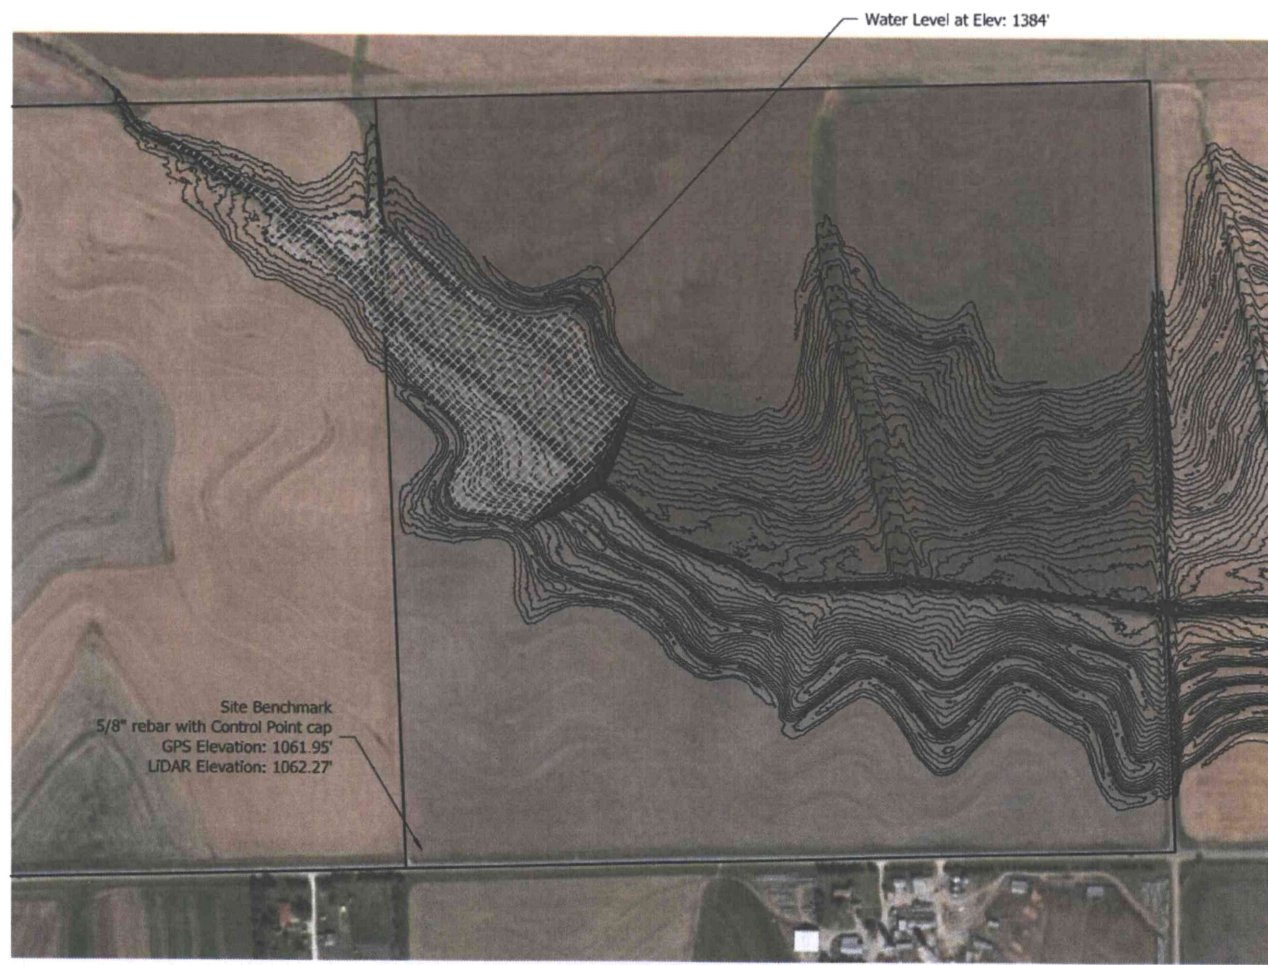 Water Level at Elev: 1384'
Site Benchmark
5/8" rebar with Control Point cap
GPS Elevation: 1061.95'
LiDAR Elevation: 1062.27'